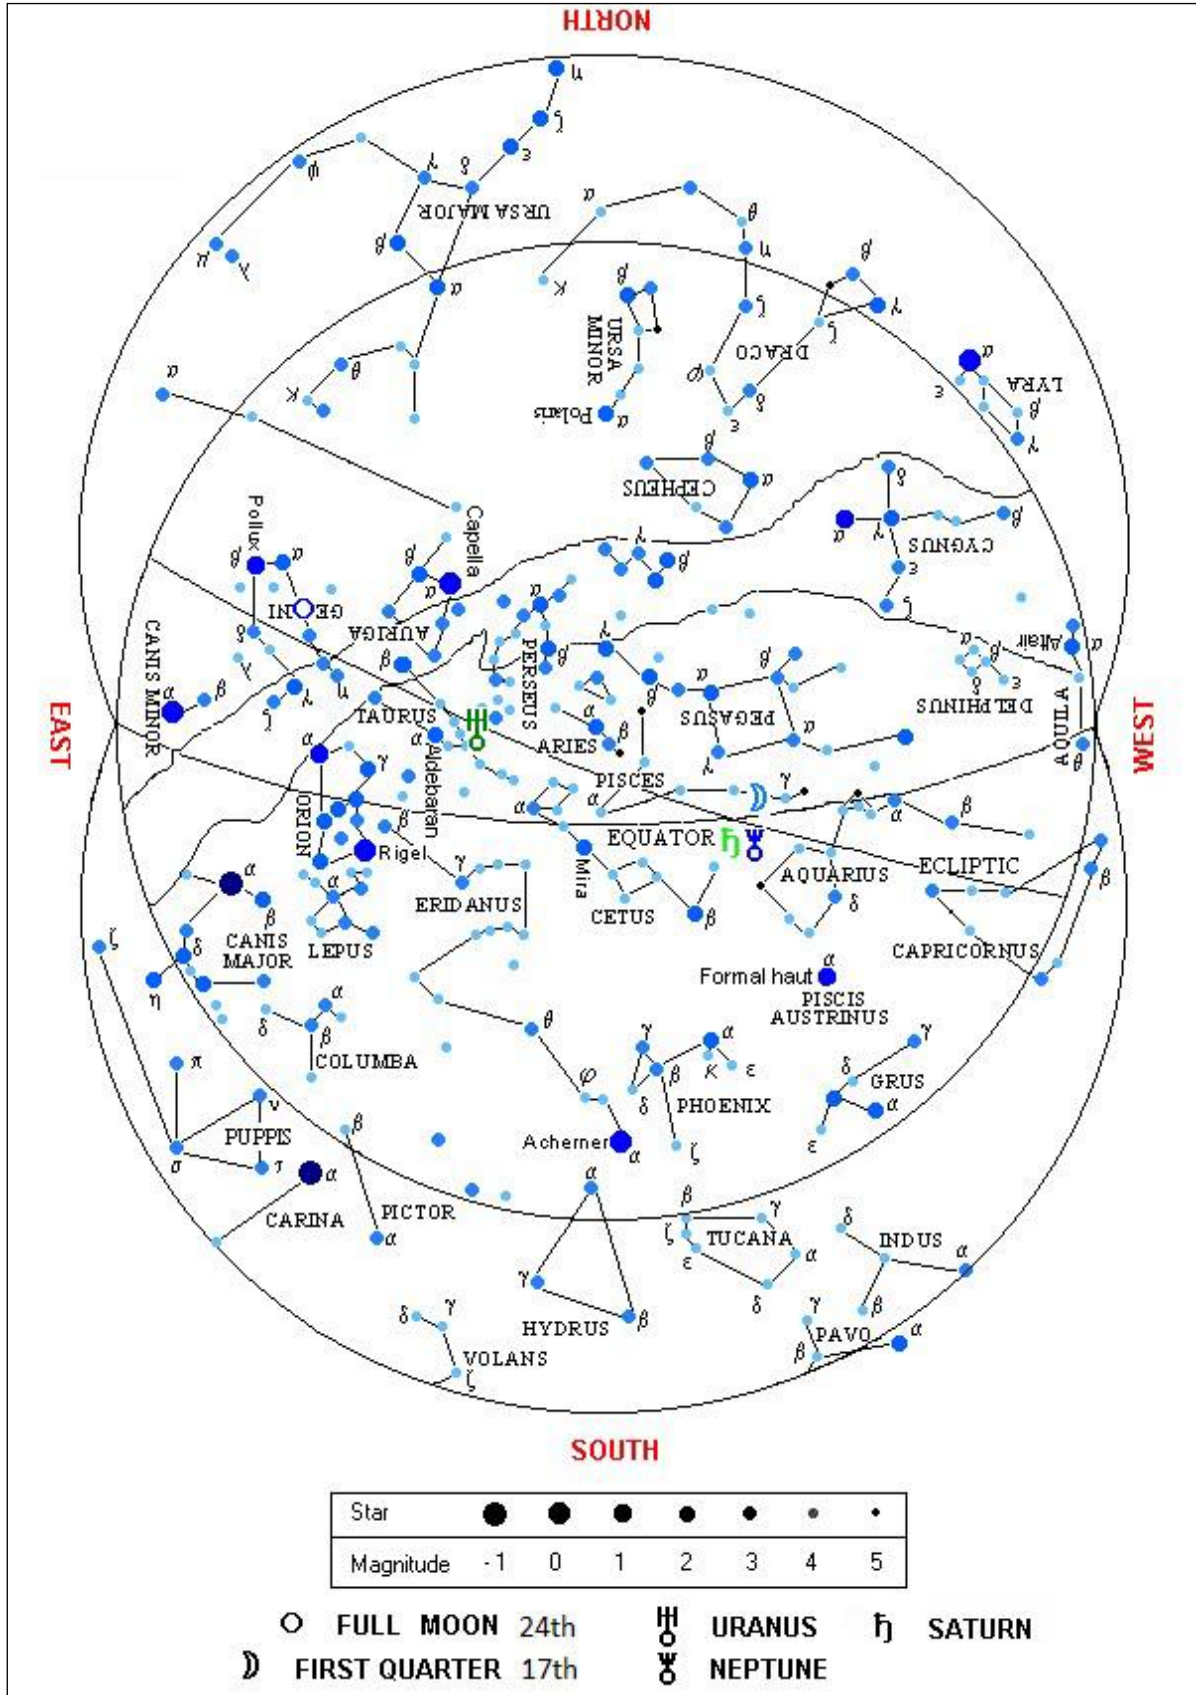 NORTH
η
ζ
ε
δ
γ
ψ
URSA MAJOR
α
θ
β
η
μ
λ
κ
β
β
α
ζ
γ
URSA
MINOR
DRACO
ζ
θ
α
α
LYRA
κ
φ
ε
β
δ
Polaris
α
ε
γ
β
CEPHEUS
α
δ
Pollux
Capella
γ
β
α
γ
CYGNUS
β
β
α
β
α
ε
GEMINI
ζ
AURIGA
PERSEUS
γ
α
Altair
α
CANIS MINOR
δ
β
β
α
β
β
λ
δ
ε
DELPHINUS
α
β
γ
η
β
PEGASUS
AQUILA
ζ
TAURUS
ARIES
β
EAST
WEST
α
α
Aldebaran
γ
θ
γ
PISCES
ORION
α
α
γ
β
EQUATOR
β
Rigel
Mira
ECLIPTIC
α
α
γ
AQUARIUS
β
β
ERIDANUS
CETUS
β
δ
ζ
CANIS
MAJOR
δ
LEPUS
CAPRICORNUS
α
Formal haut
η
PISCIS
AUSTRINUS
α
δ
β
θ
γ
α
γ
COLUMBA
β
κ
ε
δ
GRUS
π
φ
δ
PHOENIX
α
ν
β
PUPPIS
Acherner
α
ε
ζ
σ
τ
α
α
CARINA
PICTOR
β
γ
δ
α
ζ
TUCANA
INDUS
ε
α
α
γ
δ
β
δ
γ
HYDRUS
β
γ
PAVO
α
VOLANS
β
ζ
SOUTH
Star
Magnitude -1 0 1 2 3 4 5
FULL MOON 24th URANUS SATURN
FIRST QUARTER 17th NEPTUNE